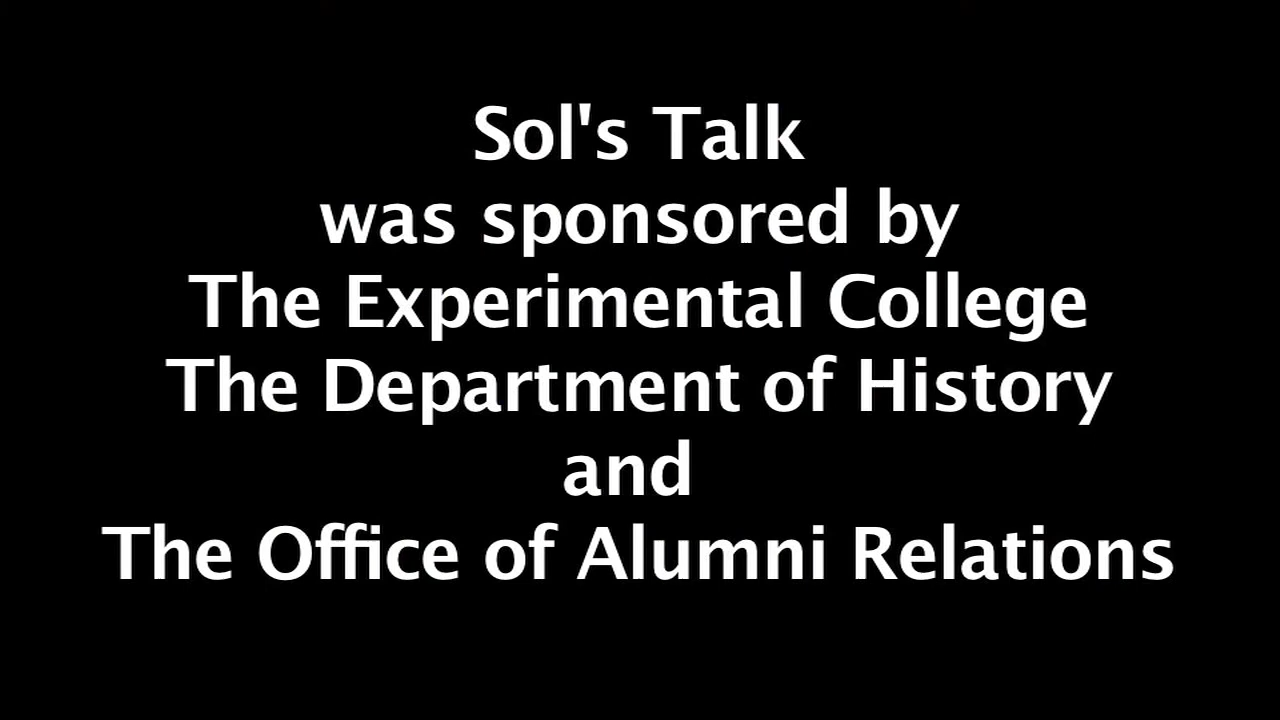 Sol's Talk
was sponsored by
The Experimental College
The Department of History
and
The Office of Alumni Relations